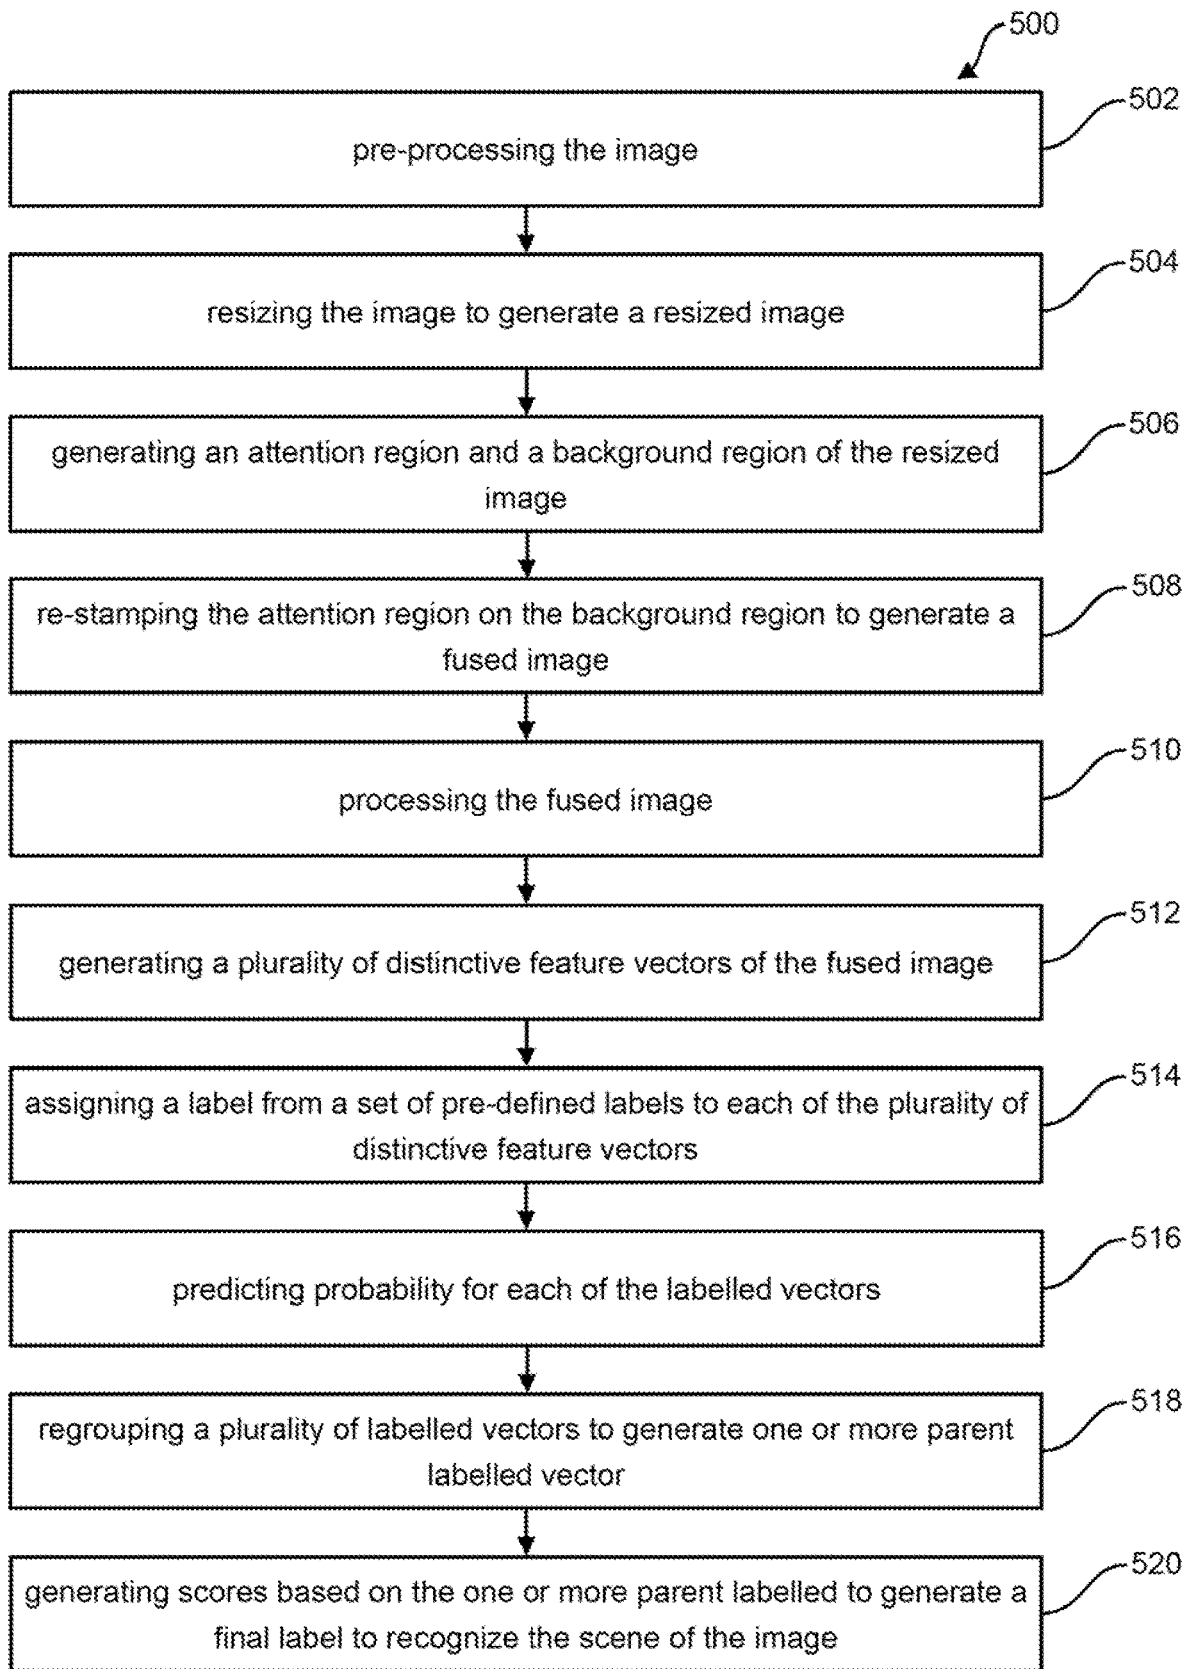 500
502
pre-processing the image
504
resizing the image to generate a resized image
506
generating an attention region and a background region of the resized
image
508
re-stamping the attention region on the background region to generate a
fused image
510
processing the fused image
512
generating a plurality of distinctive feature vectors of the fused image
514
assigning a label from a set of pre-defined labels to each of the plurality of
distinctive feature vectors
516
predicting probability for each of the labelled vectors
518
regrouping a plurality of labelled vectors to generate one or more parent
labelled vector
520
generating scores based on the one or more parent labelled to generate a
final label to recognize the scene of the image